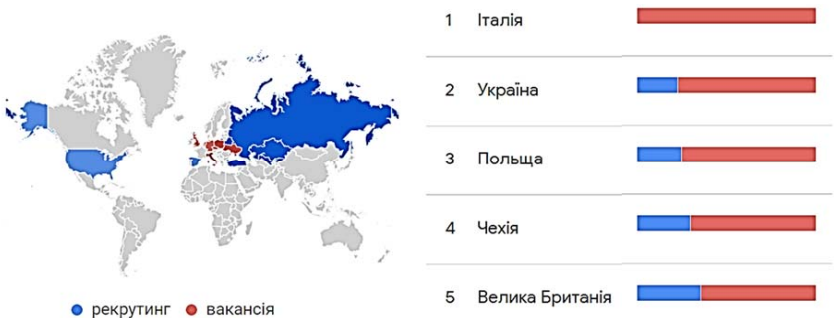 1 Італія
2 Україна
3 Польща
4 Чехія
5 Велика Британія
рекрутинг вакансія